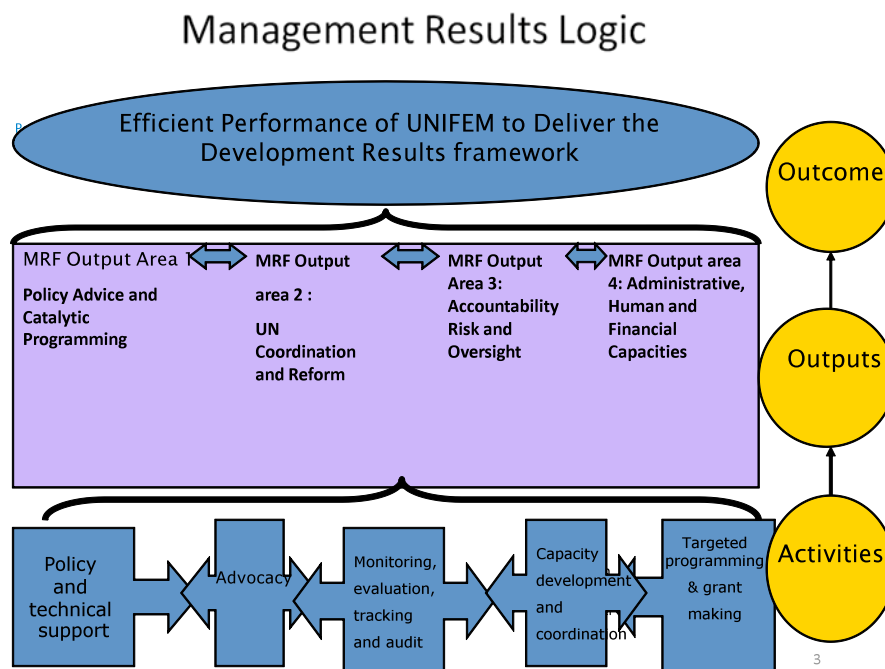 Management Results Logic
Efficient Performance of UNIFEM to Deliver the
Development Results framework
Outcome
MRF Output Area 1
Policy Advice and
Catalytic
Programming
MRF Output
area 2 :
UN
Coordination
and Reform
MRF Output
Area 3:
Accountability
Risk and
Oversight
MRF Output area
4: Administrative,
Human and
Financial
Capacities
Outputs
Policy
and
technical
support
Advocacy
Monitoring,
evaluation,
tracking
and audit
Capacity
development
and
coordination
Targeted
programming
& grant
making
Activities
3